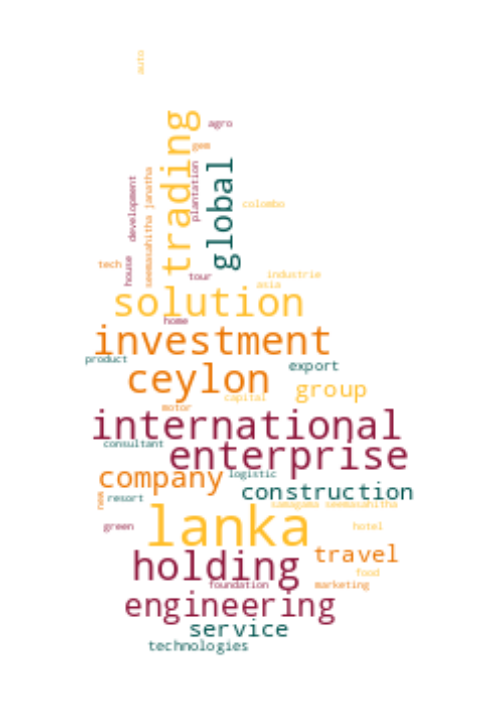 auto
trading
agro
gem
global
plantation
seemasahitha janatha
development
colombo
tech
house
tour
industrie
asia
solution
home
investment
product
export
ceylon
group
capital
motor
international
consultant
enterprise
company
logistic
construction
new
resort
samagama seemasahitha
lanka
green
hotel
travel
holding
food
foundation
marketing
engineering
service
technologies